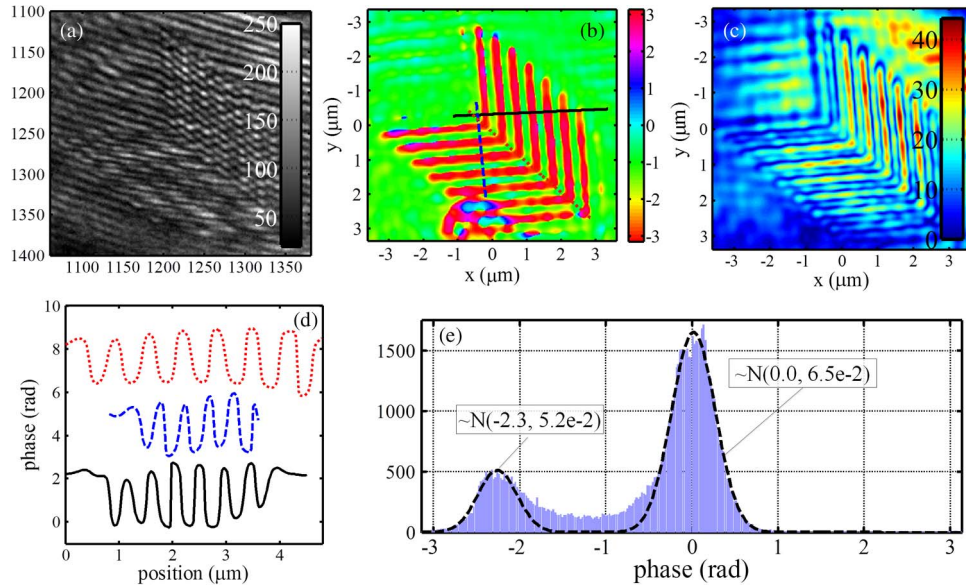 (a)
250
200
150
100
50
1100
1150
1200
1250
1300
1350
1400
1100 1150 1200 1250 1300 1350
(b)
-3
-2
-1
0
1
2
3
y (μm)
-3 -2 -1 0 1 2 3
x (μm)
3
2
1
0
-1
-2
-3
(c)
-3
-2
-1
0
1
2
3
y (μm)
-3 -2 -1 0 1 2 3
x (μm)
40
30
20
10
0
(d)
10
8
6
4
2
0
phase (rad)
0 1 2 3 4
position (μm)
(e)
1500
1000
500
0
~N(-2.3, 5.2e-2)
~N(0.0, 6.5e-2)
-3 -2 -1 0 1 2 3
phase (rad)